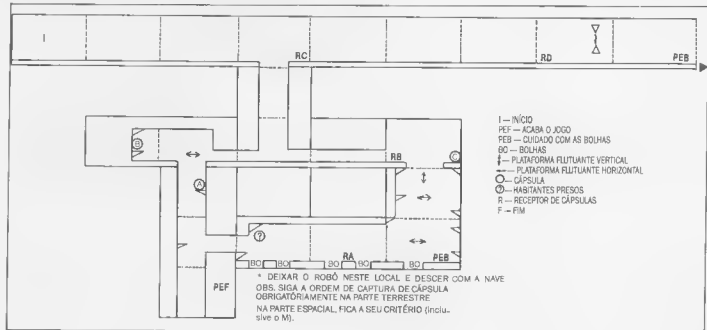 I
RC
RD
PEB
B
RB
C
A
?
RA
PEB
BO BO BO BO BO BO
PEF
I — INÍCIO
PEF — ACABA O JOGO
PEB — CUIDADO COM AS BOLHAS
BO — BOLHAS
— PLATAFORMA FLUTUANTE VERTICAL
— PLATAFORMA FLUTUANTE HORIZONTAL
— CÁPSULA
? — HABITANTES PRESOS
R — RECEPTOR DE CÁPSULAS
F — FIM
* DEIXAR O ROBÔ NESTE LOCAL E DESCER COM A NAVE
OBS. SIGA A ORDEM DE CAPTURA DE CÁPSULA
OBRIGATÓRIAMENTE NA PARTE TERRESTRE
NA PARTE ESPACIAL, FICA A SEU CRITÉRIO (inclu-
sive o M).